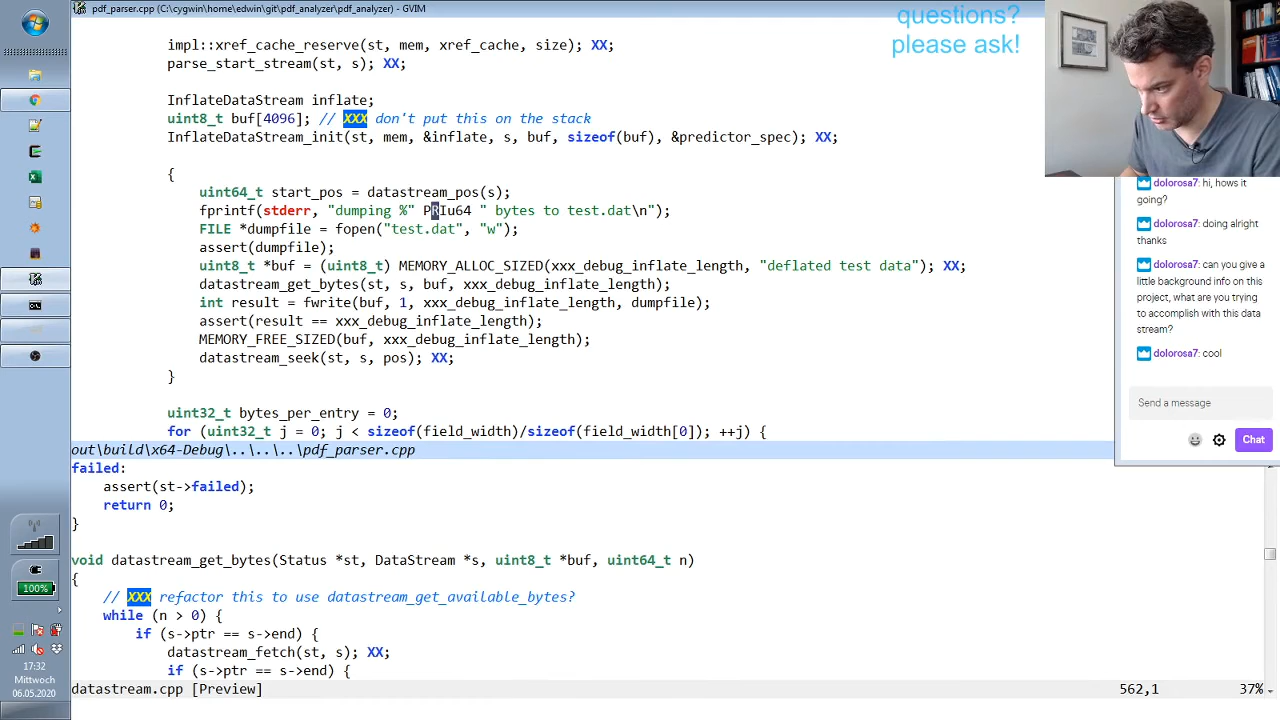 pdf_parser.cpp (C:\cygwin\home\edwin\git\pdf_analyzer\pdf_analyzer) - GVIM
questions?
please ask!
impl::xref_cache_reserve(st, mem, xref_cache, size); XX;
parse_start_stream(st, s); XX;
InflateDataStream inflate;
uint8_t buf[4096]; // XXX don't put this on the stack
InflateDataStream_init(st, mem, &inflate, s, buf, sizeof(buf), &predictor_spec); XX;
{
uint64_t start_pos = datastream_pos(s);
fprintf(stderr, "dumping %" PRIu64 " bytes to test.dat\n");
FILE *dumpfile = fopen("test.dat", "w");
assert(dumpfile);
uint8_t *buf = (uint8_t) MEMORY_ALLOC_SIZED(xxx_debug_inflate_length, "deflated test data"); XX;
datastream_get_bytes(st, s, buf, xxx_debug_inflate_length);
int result = fwrite(buf, 1, xxx_debug_inflate_length, dumpfile);
assert(result == xxx_debug_inflate_length);
MEMORY_FREE_SIZED(buf, xxx_debug_inflate_length);
datastream_seek(st, s, pos); XX;
}
uint32_t bytes_per_entry = 0;
for (uint32_t j = 0; j < sizeof(field_width)/sizeof(field_width[0]); ++j) {
out\build\x64-Debug\..\..\..\pdf_parser.cpp
failed:
assert(st->failed);
return 0;
}
void datastream_get_bytes(Status *st, DataStream *s, uint8_t *buf, uint64_t n)
{
// XXX refactor this to use datastream_get_available_bytes?
while (n > 0) {
if (s->ptr == s->end) {
datastream_fetch(st, s); XX;
if (s->ptr == s->end) {
datastream.cpp [Preview]
562,1
37%
dolorosa7: hi, hows it
going?
dolorosa7: doing alright
thanks
dolorosa7: can you give a
little background info on this
project, what are you trying
to accomplish with this data
stream?
dolorosa7: cool
Send a message
Chat
100%
17:32
Mittwoch
06.05.2020